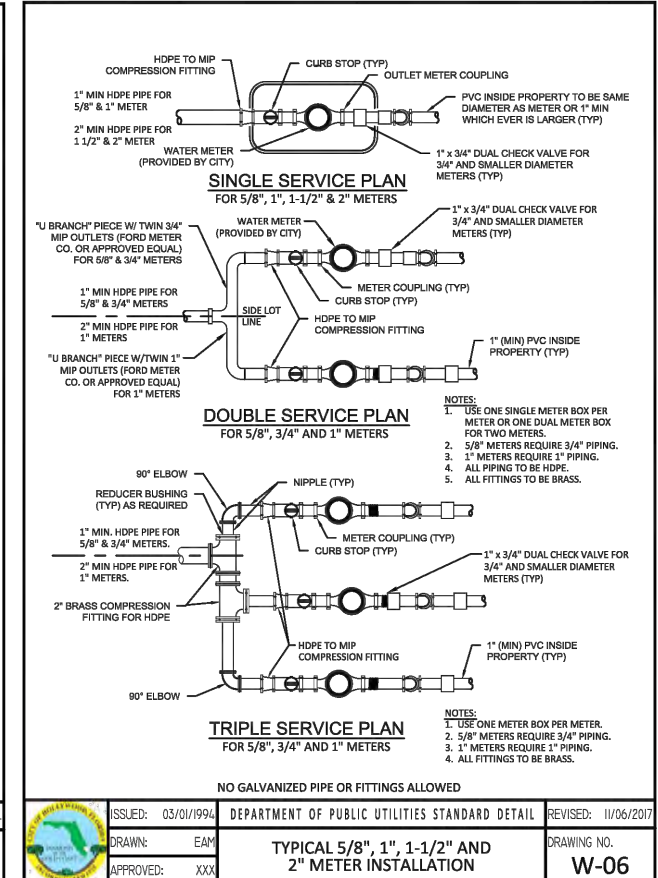 HDPE TO MIP
COMPRESSION FITTING
CURB STOP (TYP)
OUTLET METER COUPLING
1" MIN HDPE PIPE FOR
5/8" & 1" METER
2" MIN HDPE PIPE FOR
1 1/2" & 2" METER
PVC INSIDE PROPERTY TO BE SAME
DIAMETER AS METER OR 1" MIN
WHICH EVER IS LARGER (TYP)
WATER METER
(PROVIDED BY CITY)
1" x 3/4" DUAL CHECK VALVE FOR
3/4" AND SMALLER DIAMETER
METERS (TYP)
SINGLE SERVICE PLAN
FOR 5/8", 1", 1-1/2" & 2" METERS
"U BRANCH" PIECE W/ TWIN 3/4"
MIP OUTLETS (FORD METER
CO. OR APPROVED EQUAL)
FOR 5/8" & 3/4" METERS
WATER METER
(PROVIDED BY CITY)
1" x 3/4" DUAL CHECK VALVE FOR
3/4" AND SMALLER DIAMETER
METERS (TYP)
METER COUPLING (TYP)
CURB STOP (TYP)
1" MIN HDPE PIPE FOR
5/8" & 3/4" METERS
2" MIN HDPE PIPE FOR
1" METERS
SIDE LOT
LINE
HDPE TO MIP
COMPRESSION FITTING
"U BRANCH" PIECE W/TWIN 1"
MIP OUTLETS (FORD METER
CO. OR APPROVED EQUAL)
FOR 1" METERS
1" (MIN) PVC INSIDE
PROPERTY (TYP)
DOUBLE SERVICE PLAN
FOR 5/8", 3/4" AND 1" METERS
NOTES:
1. USE ONE SINGLE METER BOX PER
METER OR ONE DUAL METER BOX
FOR TWO METERS.
2. 5/8" METERS REQUIRE 3/4" PIPING.
3. 1" METERS REQUIRE 1" PIPING.
4. ALL PIPING TO BE HDPE.
5. ALL FITTINGS TO BE BRASS.
90° ELBOW
REDUCER BUSHING
(TYP) AS REQUIRED
NIPPLE (TYP)
1" MIN. HDPE PIPE FOR
5/8" & 3/4" METERS.
2" MIN HDPE PIPE FOR
1" METERS.
METER COUPLING (TYP)
CURB STOP (TYP)
1" x 3/4" DUAL CHECK VALVE FOR
3/4" AND SMALLER DIAMETER
METERS (TYP)
2" BRASS COMPRESSION
FITTING FOR HDPE
HDPE TO MIP
COMPRESSION FITTING
1" (MIN) PVC INSIDE
PROPERTY (TYP)
90° ELBOW
TRIPLE SERVICE PLAN
FOR 5/8", 3/4" AND 1" METERS
NOTES:
1. USE ONE METER BOX PER METER.
2. 5/8" METERS REQUIRE 3/4" PIPING.
3. 1" METERS REQUIRE 1" PIPING.
4. ALL FITTINGS TO BE BRASS.
NO GALVANIZED PIPE OR FITTINGS ALLOWED
CITY OF HOLLYWOOD, FLORIDA
ISSUED: 03/01/1994
DEPARTMENT OF PUBLIC UTILITIES STANDARD DETAIL
REVISED: 11/06/2017
DRAWN: EAM
APPROVED: XXX
TYPICAL 5/8", 1", 1-1/2" AND
2" METER INSTALLATION
DRAWING NO.
W-06